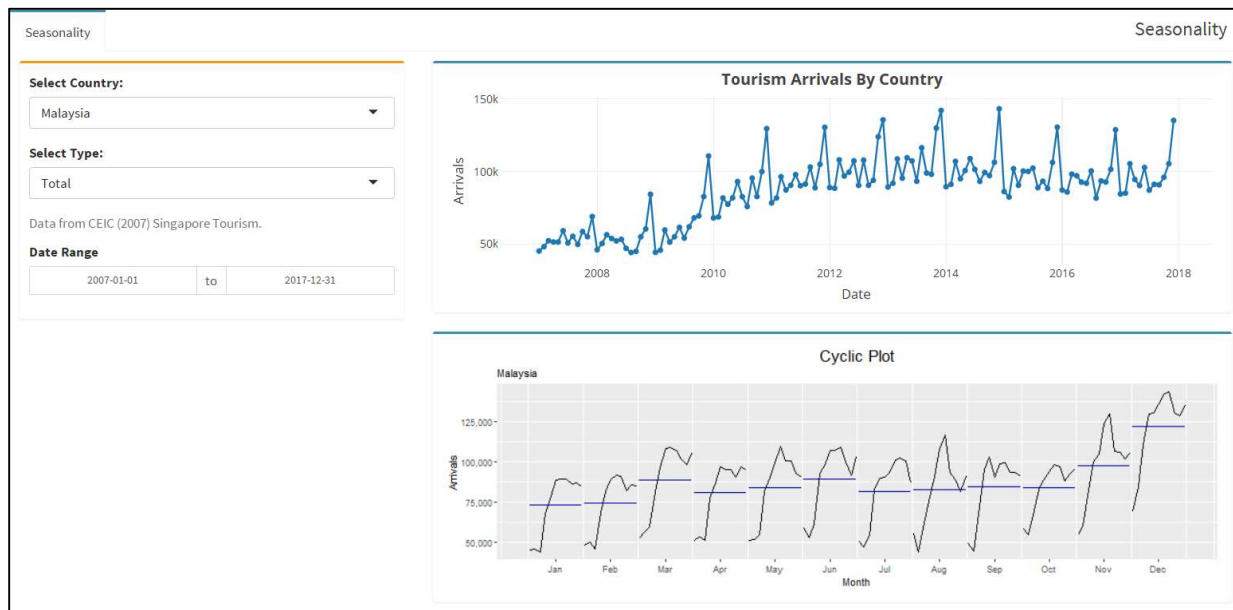 Seasonality
Seasonality
Select Country:
Malaysia
Select Type:
Total
Data from CEIC (2007) Singapore Tourism.
Date Range
2007-01-01 to 2017-12-31
Tourism Arrivals By Country
150k
100k
50k
Arrivals
2008 2010 2012 2014 2016 2018
Date
Cyclic Plot
Malaysia
125,000
100,000
75,000
50,000
Arrivals
Jan Feb Mar Apr May Jun Jul Aug Sep Oct Nov Dec
Month